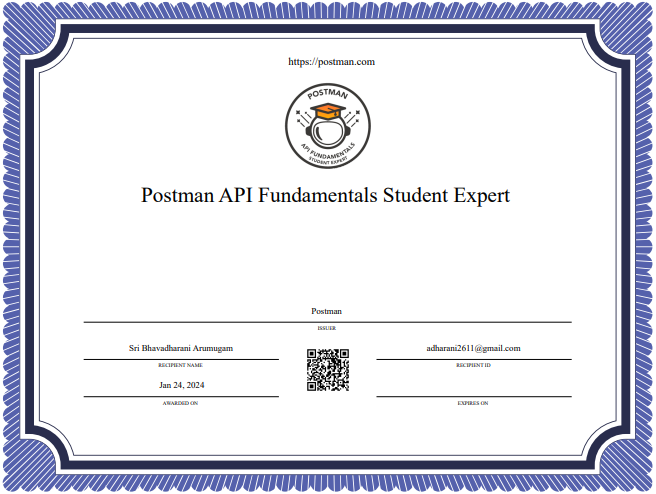 https://postman.com
POSTMAN
API FUNDAMENTALS
STUDENT EXPERT
Postman API Fundamentals Student Expert
Postman
ISSUER
Sri Bhavadharani Arumugam
RECIPIENT NAME
adharani2611@gmail.com
RECIPIENT ID
Jan 24, 2024
AWARDED ON
EXPIRES ON